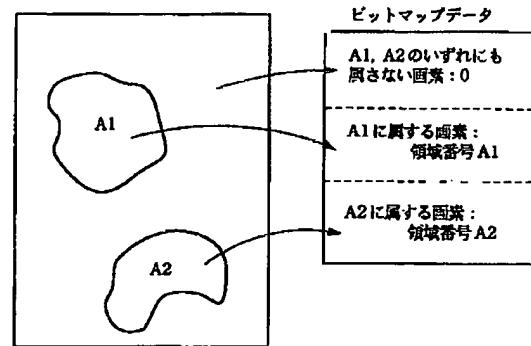 ビットマップデータ
A1, A2のいずれにも
属さない画素:0
A1
A1に属する画素:
領域番号A1
A2に属する画素:
領域番号A2
A2